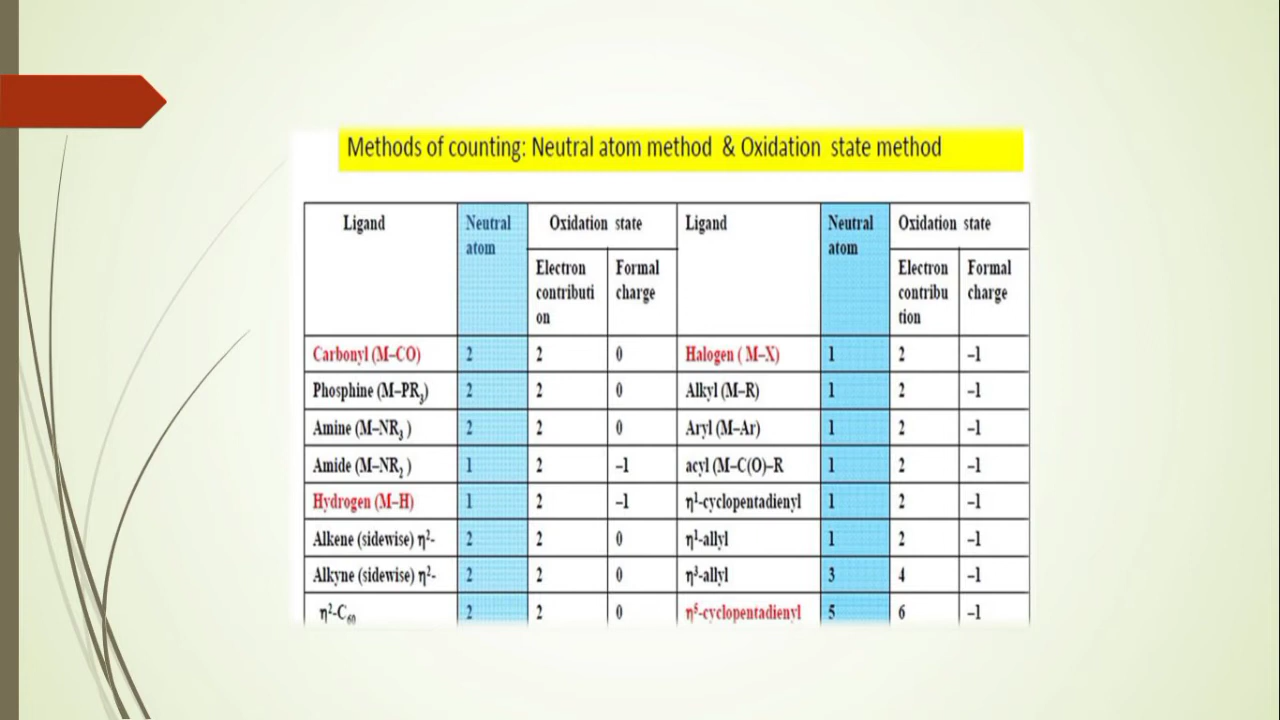 Methods of counting: Neutral atom method & Oxidation state method
Ligand Neutral atom Oxidation state Ligand Neutral atom Oxidation state
Electron contributi on Formal charge Electron contribu tion Formal charge
Carbonyl (M–CO) 2 2 0 Halogen ( M–X) 1 2 –1
Phosphine (M–PR₃) 2 2 0 Alkyl (M–R) 1 2 –1
Amine (M–NR₃ ) 2 2 0 Aryl (M–Ar) 1 2 –1
Amide (M–NR₂ ) 1 2 –1 acyl (M–C(O)–R 1 2 –1
Hydrogen (M–H) 1 2 –1 η¹-cyclopentadienyl 1 2 –1
Alkene (sidewise) η²- 2 2 0 η¹-allyl 1 2 –1
Alkyne (sidewise) η²- 2 2 0 η³-allyl 3 4 –1
η²-C₆₀ 2 2 0 η⁵-cyclopentadienyl 5 6 –1